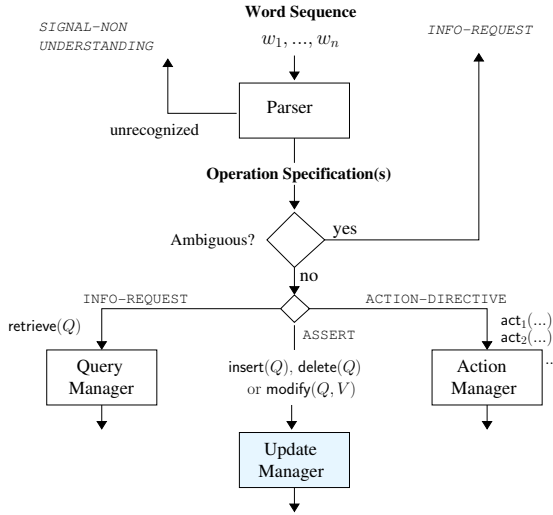 Word Sequence
SIGNAL-NON
UNDERSTANDING
INFO-REQUEST
w1, ..., wn
Parser
unrecognized
Operation Specification(s)
Ambiguous?
yes
no
INFO-REQUEST
ACTION-DIRECTIVE
retrieve(Q)
ASSERT
act1(...)
act2(...)
...
Query
Manager
insert(Q), delete(Q)
or modify(Q, V)
Action
Manager
Update
Manager